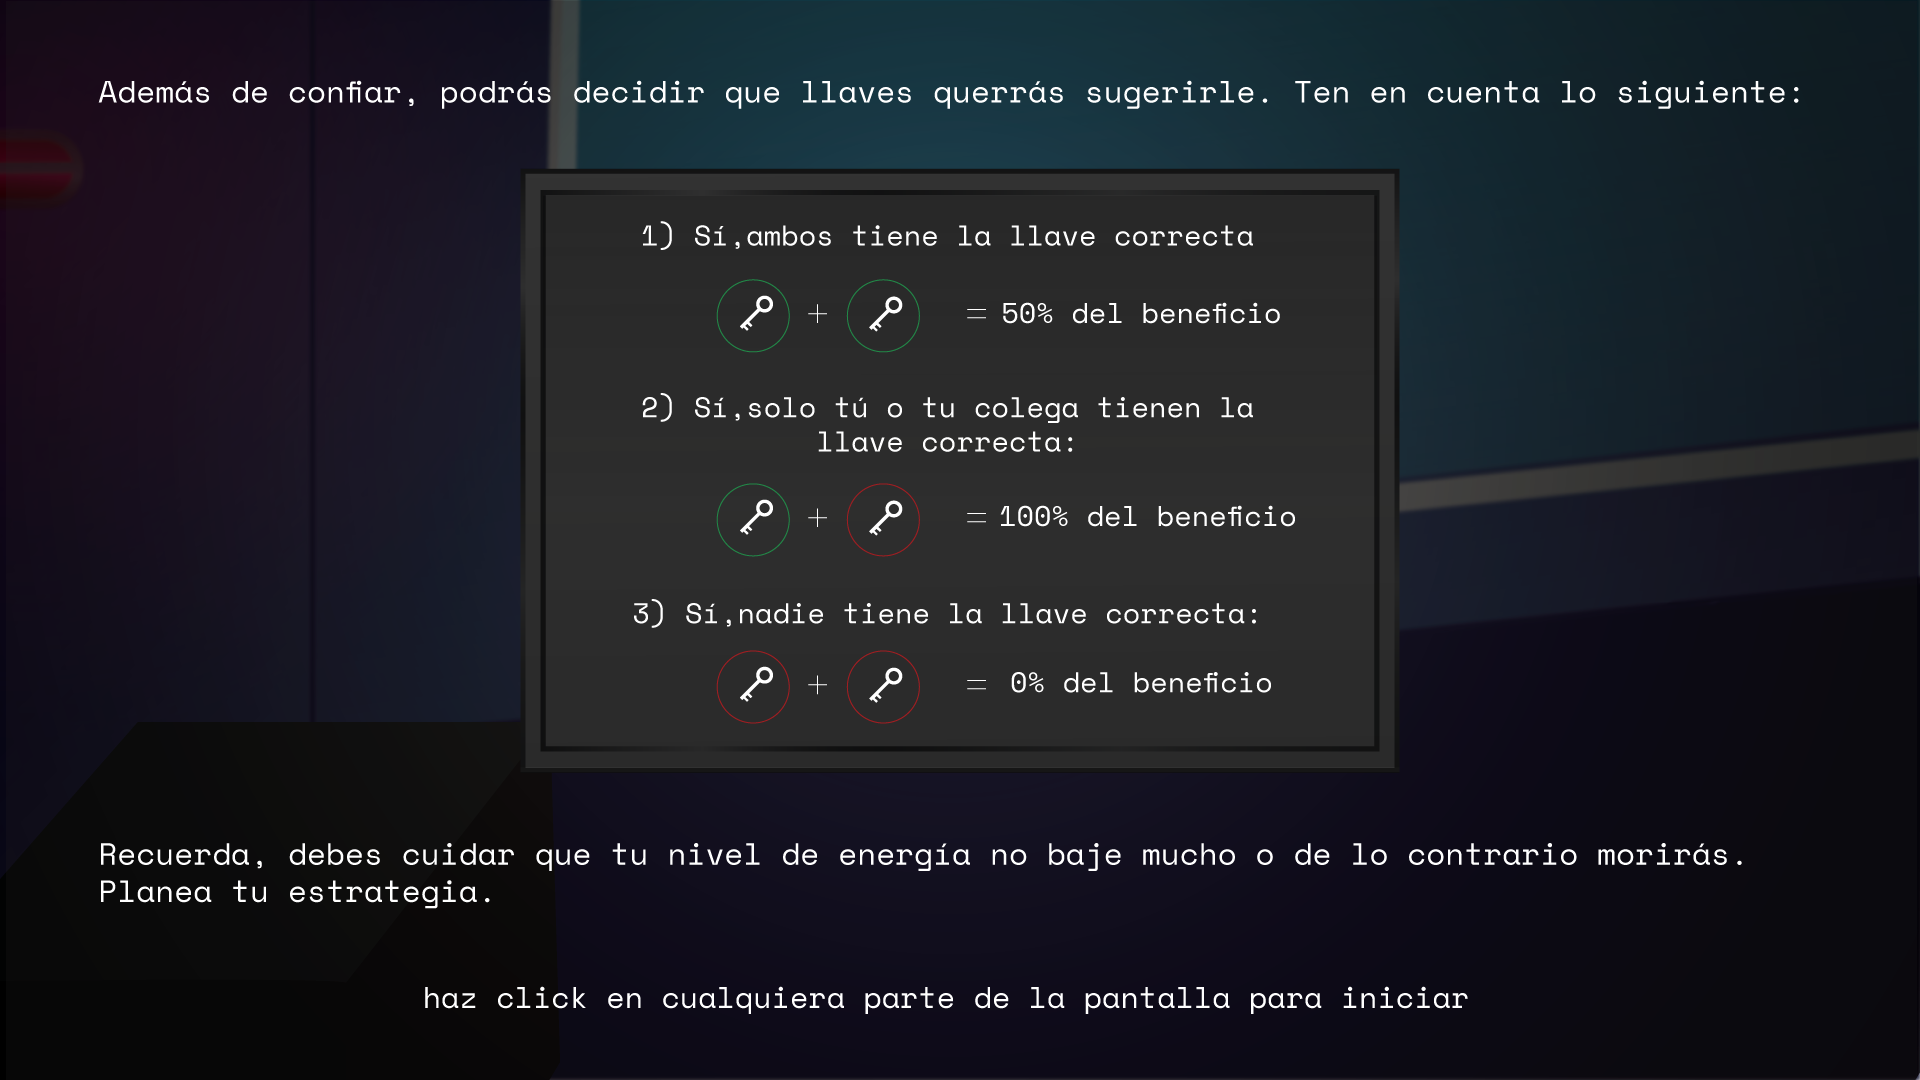 Además de confiar, podrás decidir que llaves querrás sugerirle. Ten en cuenta lo siguiente:
1) Sí,ambos tiene la llave correcta
+ = 50% del beneficio
2) Sí,solo tú o tu colega tienen la
llave correcta:
+ = 100% del beneficio
3) Sí,nadie tiene la llave correcta:
+ = 0% del beneficio
Recuerda, debes cuidar que tu nivel de energía no baje mucho o de lo contrario morirás.
Planea tu estrategia.
haz click en cualquiera parte de la pantalla para iniciar